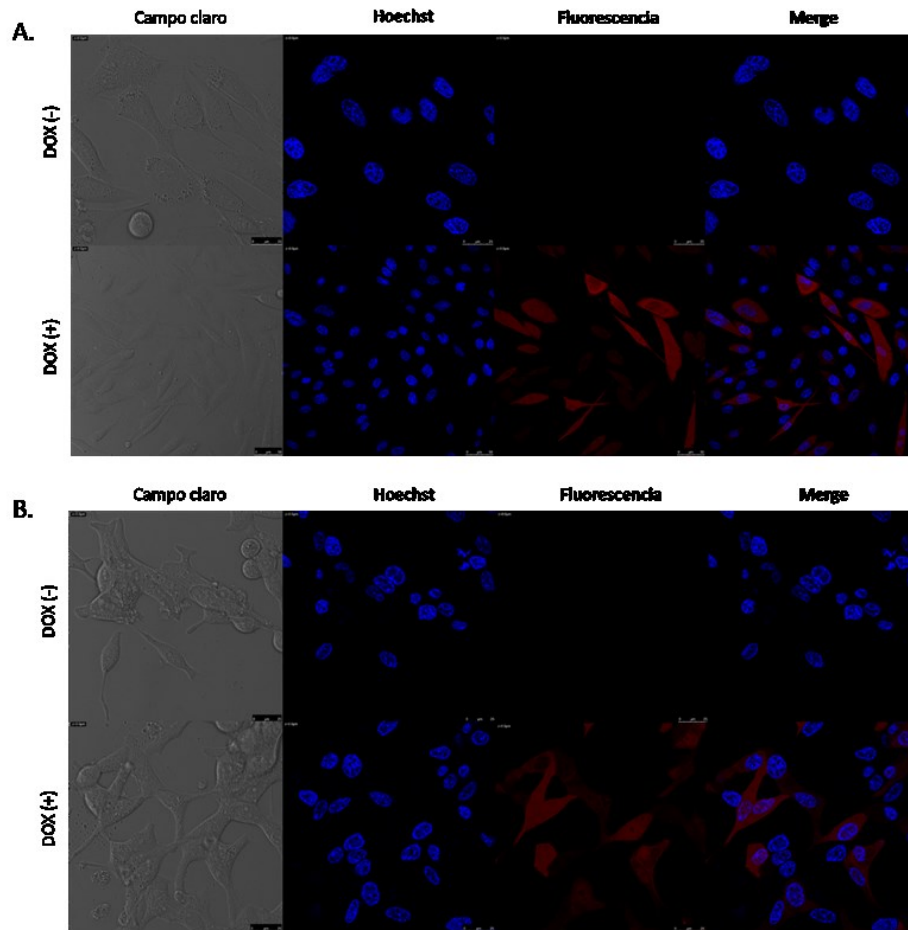 Campo claro Hoechst Fluorescencia Merge
A.
DOX (-)
DOX (+)
Campo claro Hoechst Fluorescencia Merge
B.
DOX (-)
DOX (+)